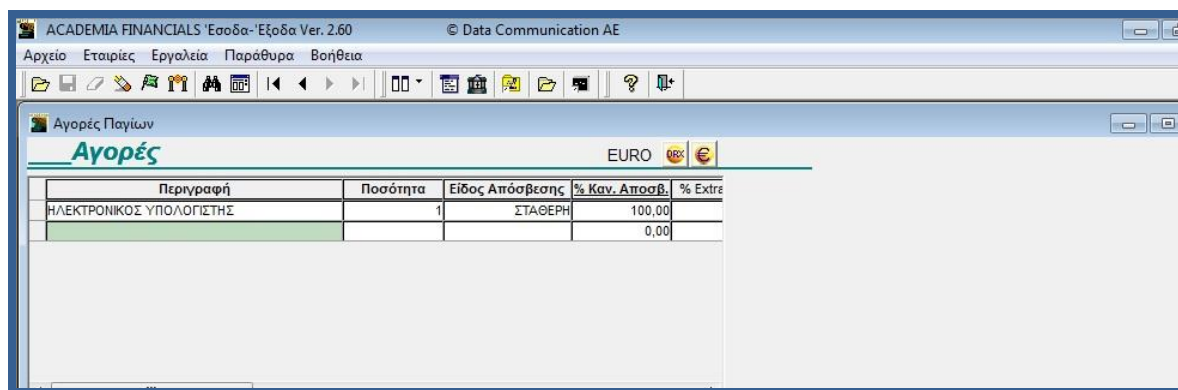 ACADEMIA FINANCIALS 'Εσοδα-'Εξοδα Ver. 2.60 © Data Communication AE
Αρχείο Εταιρίες Εργαλεία Παράθυρα Βοήθεια
Αγορές Παγίων
Αγορές EURO DRX €
Περιγραφή Ποσότητα Είδος Απόσβεσης % Καν. Αποσβ. % Extra
ΗΛΕΚΤΡΟΝΙΚΟΣ ΥΠΟΛΟΓΙΣΤΗΣ 1 ΣΤΑΘΕΡΗ 100,00
0,00